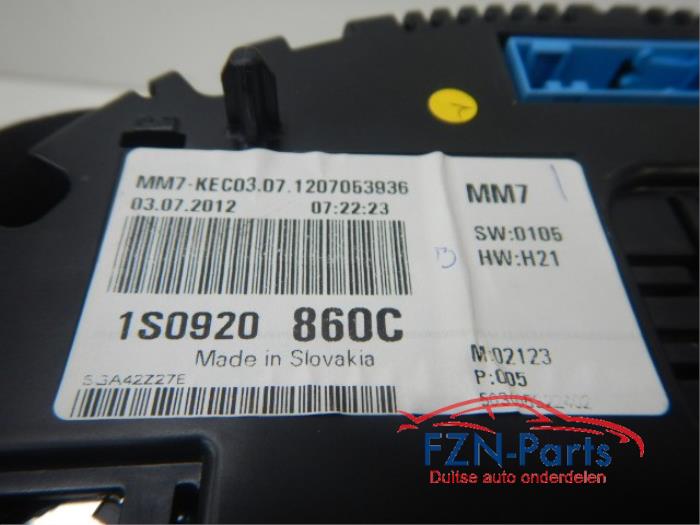 MM7-KEC03.07.1207053936
03.07.2012 07:22:23
MM7
SW:0105
HW:H21
B
1S0920 860C
Made in Slovakia
SGA42Z27E
M:02123
P:005
FZN-Parts
Duitse auto onderdelen